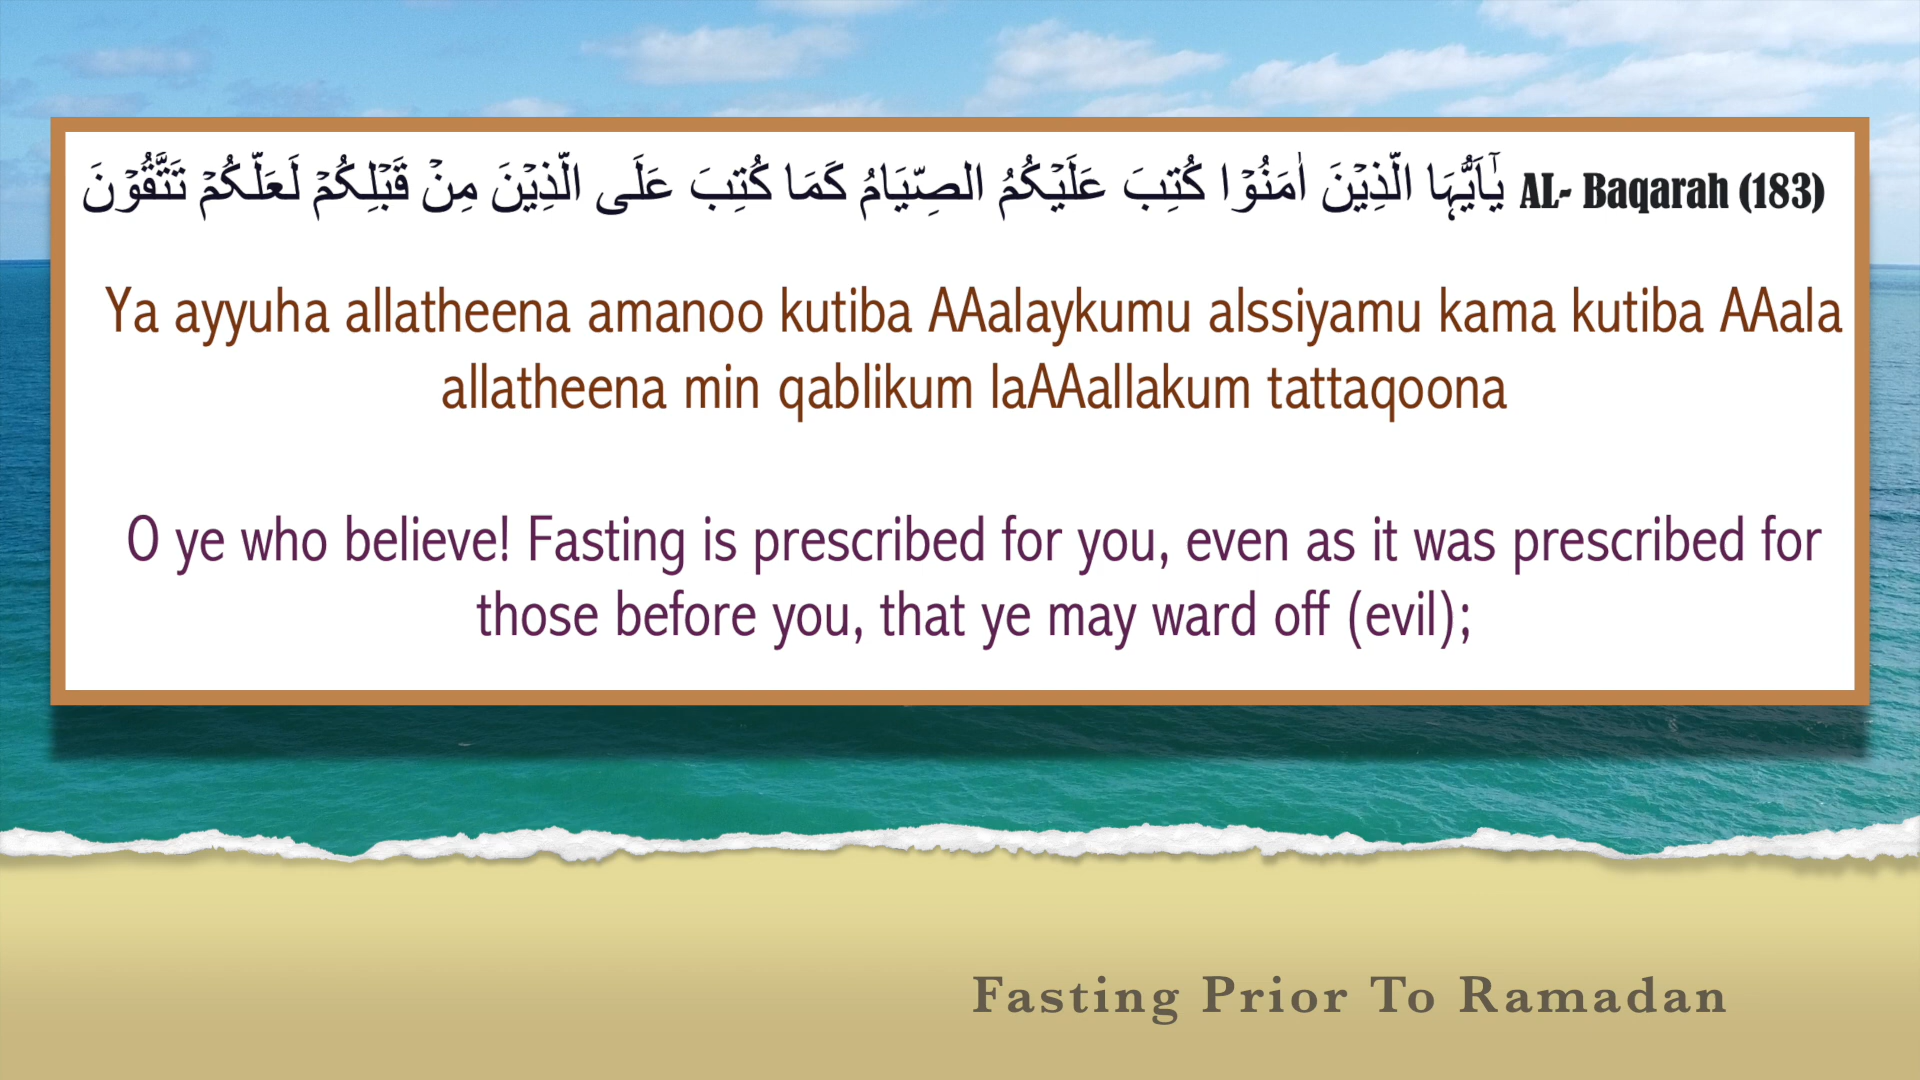 يٰۤاَيُّہَا الَّذِيۡنَ اٰمَنُوۡا كُتِبَ عَلَيۡکُمُ الصِّيَامُ کَمَا كُتِبَ عَلَى الَّذِيۡنَ مِنۡ قَبۡلِکُمۡ لَعَلَّكُمۡ تَتَّقُوۡنَ AL- Baqarah (183)
Ya ayyuha allatheena amanoo kutiba AAalaykumu alssiyamu kama kutiba AAala
allatheena min qablikum laAAallakum tattaqoona
O ye who believe! Fasting is prescribed for you, even as it was prescribed for
those before you, that ye may ward off (evil);
Fasting Prior To Ramadan